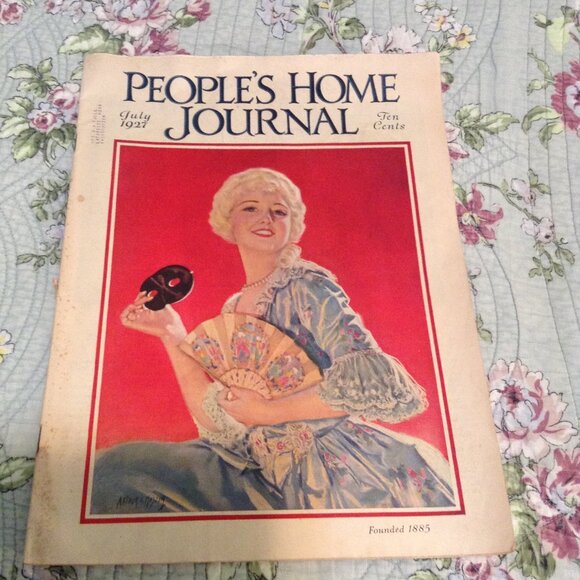 PEOPLE'S HOME
JOURNAL
July
1927
Ten
Cents
Founded 1885